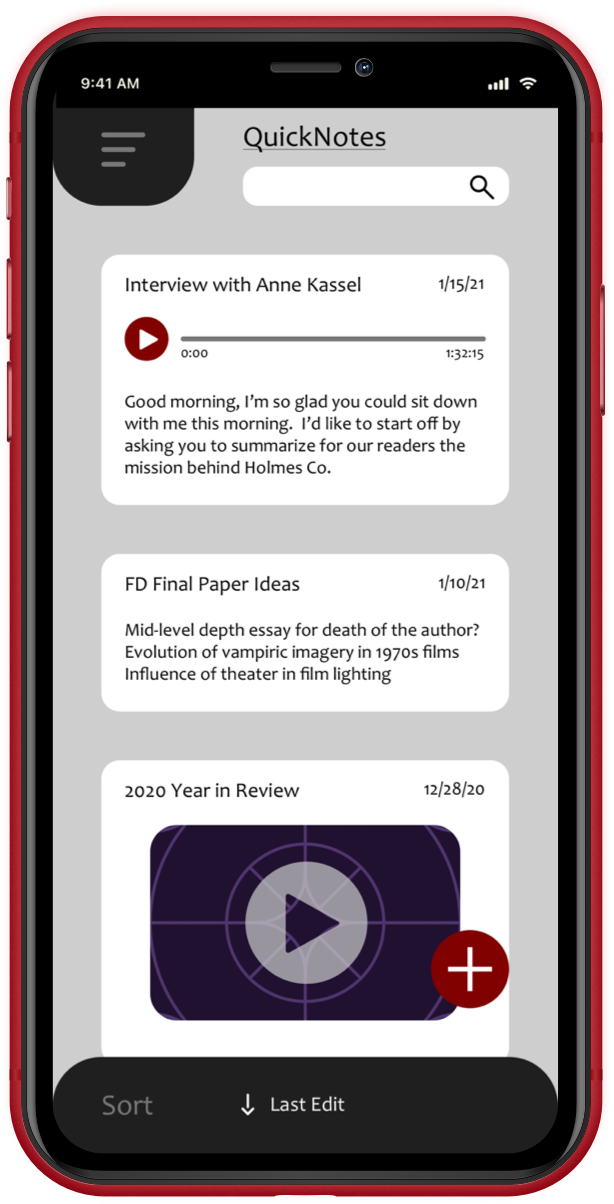 9:41 AM
QuickNotes
Interview with Anne Kassel 1/15/21
0:00 1:32:15
Good morning, I’m so glad you could sit down
with me this morning.  I’d like to start off by
asking you to summarize for our readers the
mission behind Holmes Co.
FD Final Paper Ideas 1/10/21
Mid-level depth essay for death of the author?
Evolution of vampiric imagery in 1970s films
Influence of theater in film lighting
2020 Year in Review 12/28/20
Sort ↓ Last Edit